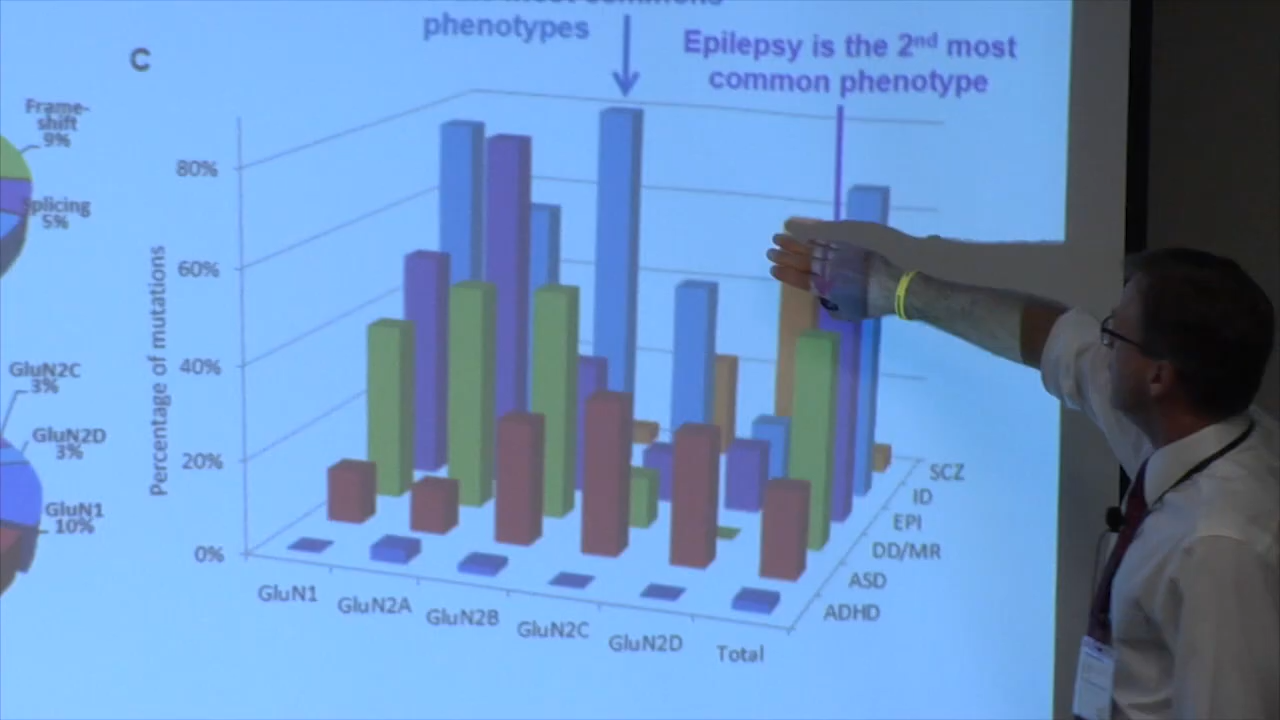 phenotypes
Epilepsy is the 2nd most
common phenotype
C
Frame-
shift
9%
Splicing
5%
GluN2C
3%
GluN2D
3%
GluN1
10%
Percentage of mutations
80%
60%
40%
20%
0%
GluN1
GluN2A
GluN2B
GluN2C
GluN2D
Total
SCZ
ID
EPI
DD/MR
ASD
ADHD